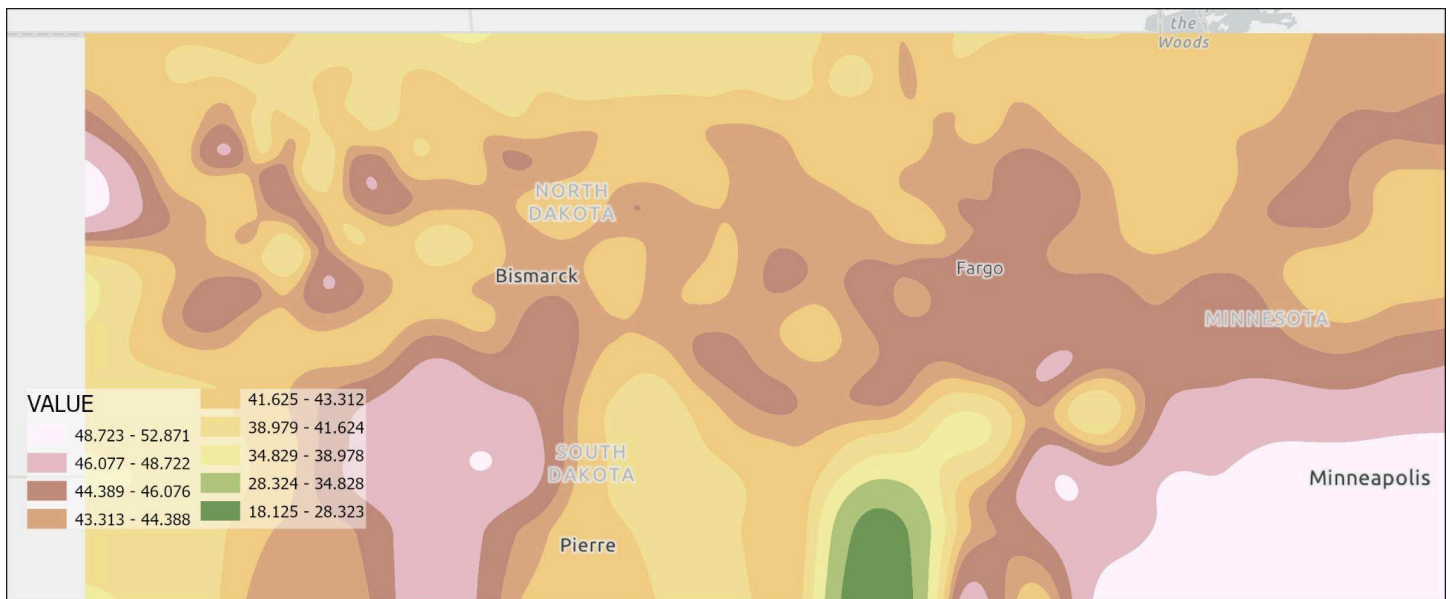 the
Woods
NORTH
DAKOTA
Bismarck
Fargo
MINNESOTA
VALUE
48.723 - 52.871
46.077 - 48.722
44.389 - 46.076
43.313 - 44.388
41.625 - 43.312
38.979 - 41.624
34.829 - 38.978
28.324 - 34.828
18.125 - 28.323
SOUTH
DAKOTA
Minneapolis
Pierre